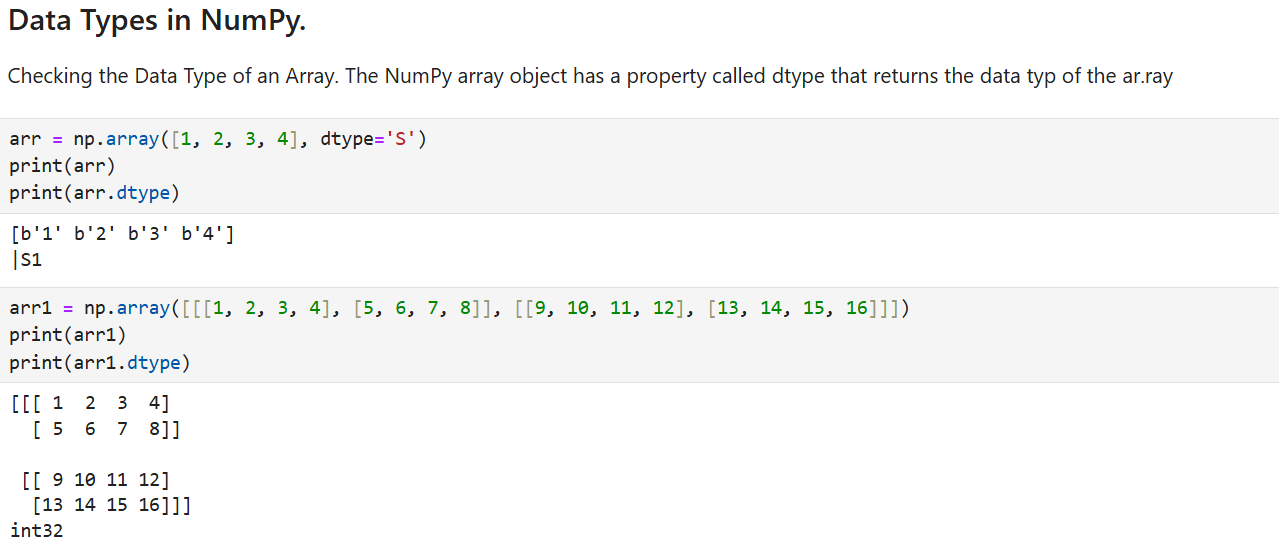 Data Types in NumPy.
Checking the Data Type of an Array. The NumPy array object has a property called dtype that returns the data typ of the ar.ray
arr = np.array([1, 2, 3, 4], dtype='S')
print(arr)
print(arr.dtype)
[b'1' b'2' b'3' b'4']
|S1
arr1 = np.array([[[1, 2, 3, 4], [5, 6, 7, 8]], [[9, 10, 11, 12], [13, 14, 15, 16]]])
print(arr1)
print(arr1.dtype)
[[[ 1  2  3  4]
  [ 5  6  7  8]]
 [[ 9 10 11 12]
  [13 14 15 16]]]
int32